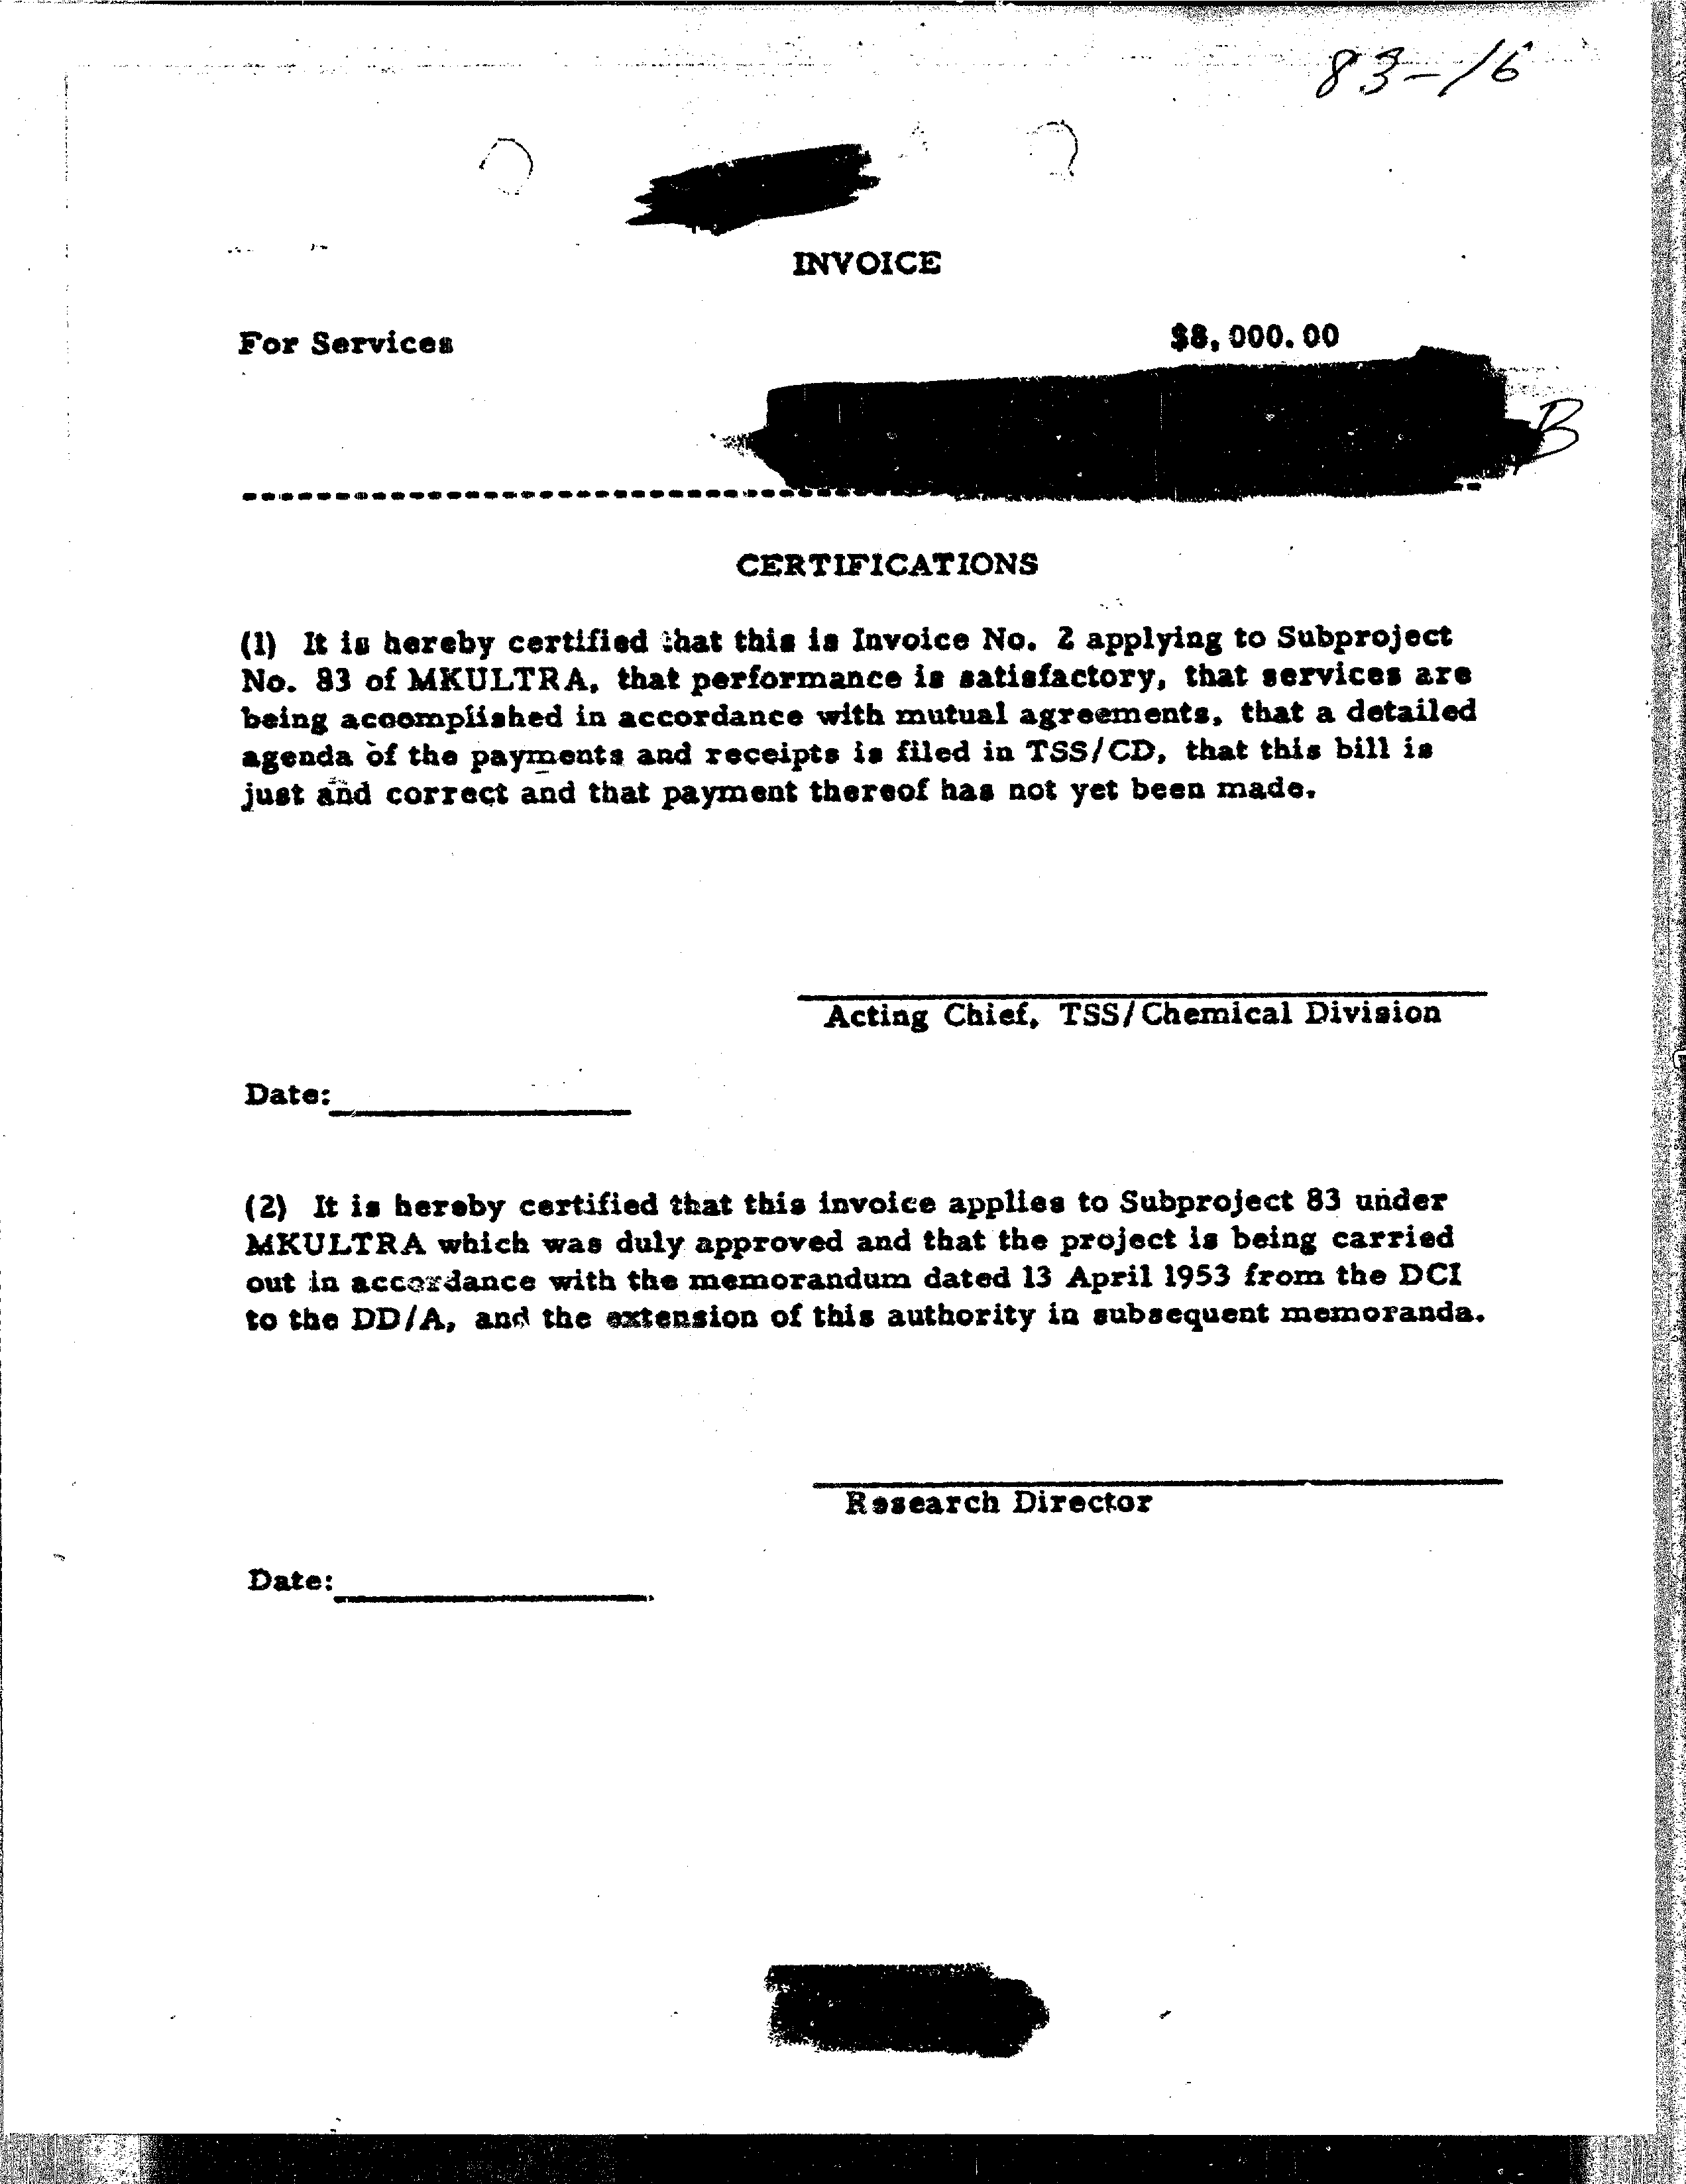 83-16
INVOICE
For Services $8,000.00
B
CERTIFICATIONS
(1) It is hereby certified that this is Invoice No. 2 applying to Subproject
No. 83 of MKULTRA, that performance is satisfactory, that services are
being accomplished in accordance with mutual agreements, that a detailed
agenda of the payments and receipts is filed in TSS/CD, that this bill is
just and correct and that payment thereof has not yet been made.
Acting Chief, TSS/Chemical Division
Date:
(2) It is hereby certified that this invoice applies to Subproject 83 under
MKULTRA which was duly approved and that the project is being carried
out in accordance with the memorandum dated 13 April 1953 from the DCI
to the DD/A, and the extension of this authority in subsequent memoranda.
Research Director
Date: